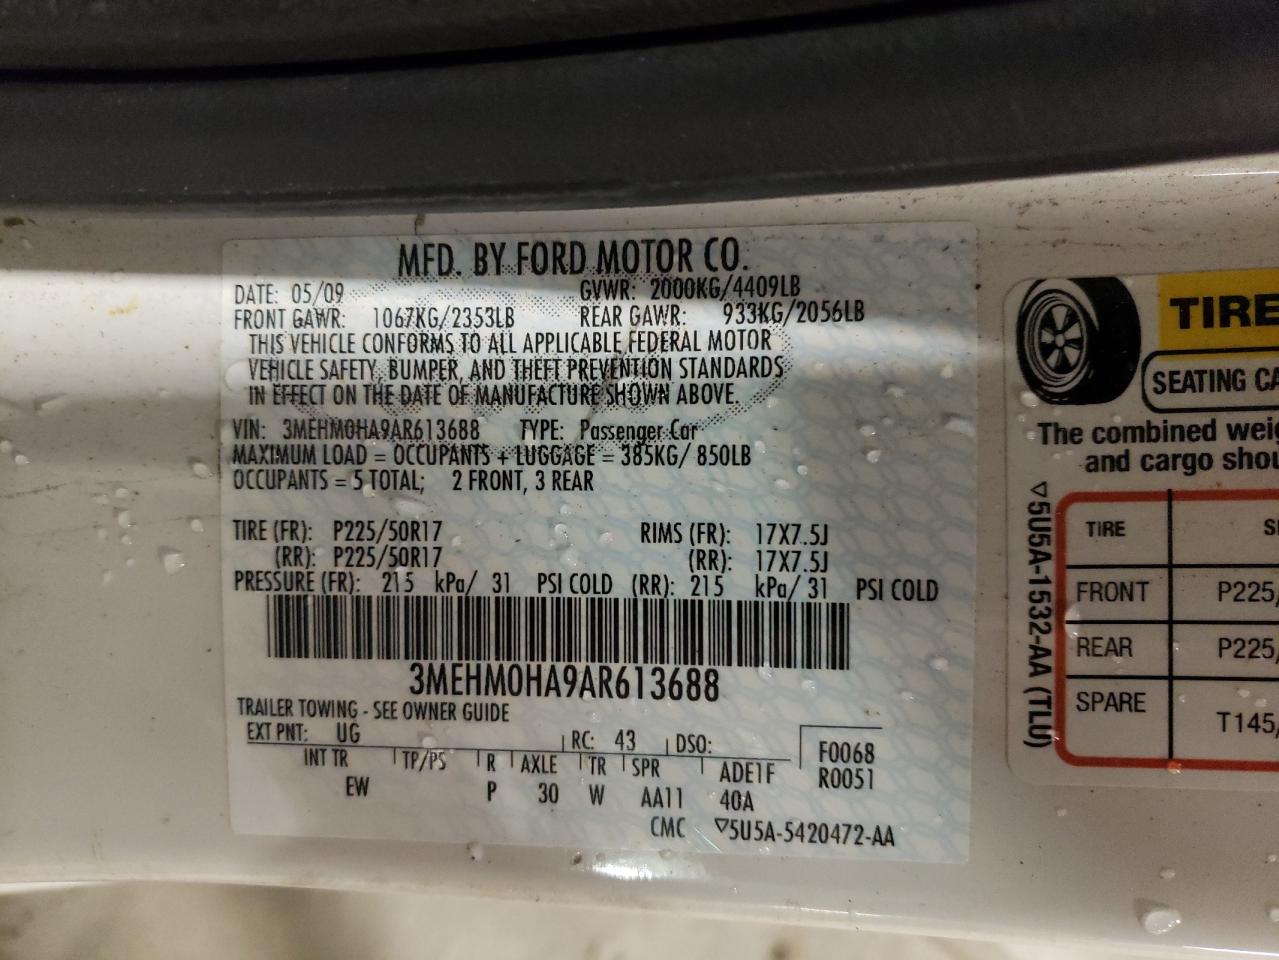 MFD. BY FORD MOTOR CO.
DATE: 05/09 GVWR: 2000KG/4409LB
FRONT GAWR: 1067KG/2353LB REAR GAWR: 933KG/2056LB
THIS VEHICLE CONFORMS TO ALL APPLICABLE FEDERAL MOTOR
VEHICLE SAFETY, BUMPER, AND THEFT PREVENTION STANDARDS
IN EFFECT ON THE DATE OF MANUFACTURE SHOWN ABOVE.
VIN: 3MEHM0HA9AR613688 TYPE: Passenger Car
MAXIMUM LOAD = OCCUPANTS + LUGGAGE = 385KG/ 850LB
OCCUPANTS = 5 TOTAL; 2 FRONT, 3 REAR
TIRE (FR): P225/50R17 RIMS (FR): 17X7.5J
(RR): P225/50R17 (RR): 17X7.5J
PRESSURE (FR): 215 kPa/ 31 PSI COLD (RR): 215 kPa/ 31 PSI COLD
3MEHM0HA9AR613688
TRAILER TOWING - SEE OWNER GUIDE
EXT PNT: UG RC: 43 DSO: F0068
R0051
INT TR TP/PS R AXLE TR SPR ADE1F
EW P 30 W AA11 40A
CMC ▽5U5A-5420472-AA
TIRE
SEATING CA
The combined weig
and cargo shou
▽5U5A-1532-AA (TLU)
TIRE SI
FRONT P225/
REAR P225/
SPARE T145/